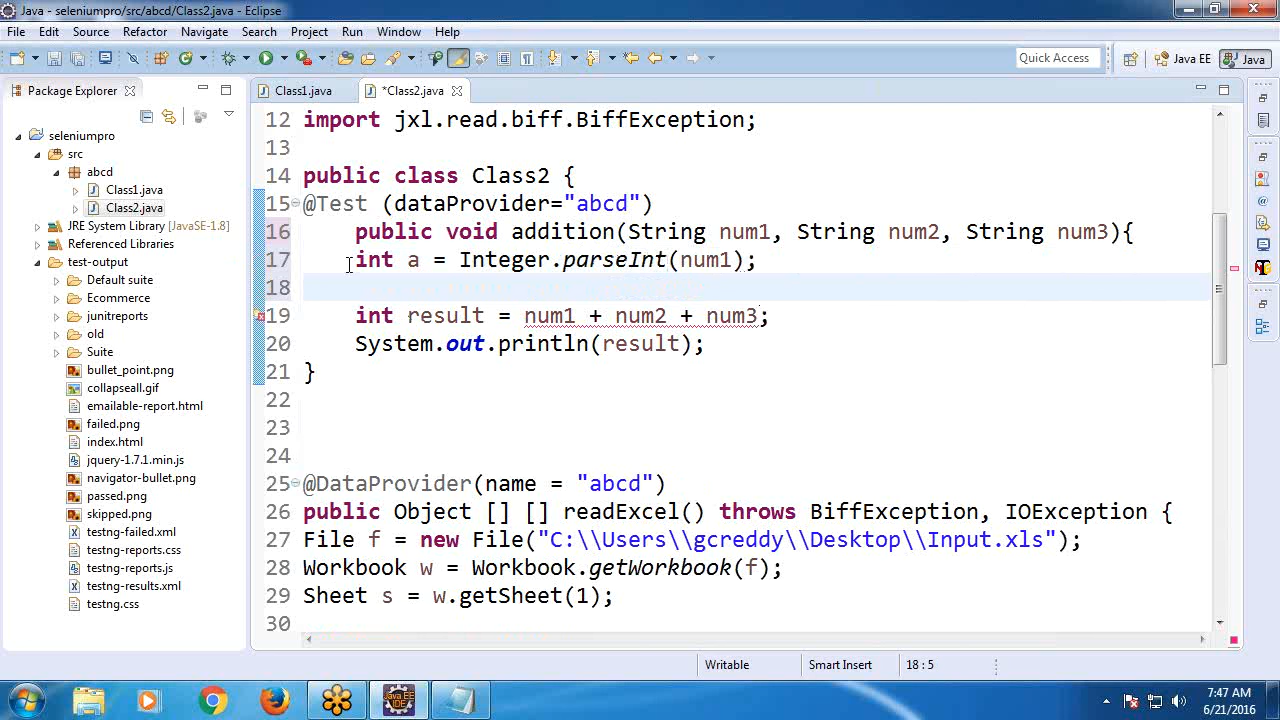 Java - seleniumpro/src/abcd/Class2.java - Eclipse
File Edit Source Refactor Navigate Search Project Run Window Help
Quick Access
Java EE
Java
Package Explorer
Class1.java
*Class2.java
seleniumpro
src
abcd
Class1.java
Class2.java
JRE System Library [JavaSE-1.8]
Referenced Libraries
test-output
Default suite
Ecommerce
junitreports
old
Suite
bullet_point.png
collapseall.gif
emailable-report.html
failed.png
index.html
jquery-1.7.1.min.js
navigator-bullet.png
passed.png
skipped.png
testng-failed.xml
testng-reports.css
testng-reports.js
testng-results.xml
testng.css
12 import jxl.read.biff.BiffException;
13
14 public class Class2 {
15 @Test (dataProvider="abcd")
16 public void addition(String num1, String num2, String num3){
17 int a = Integer.parseInt(num1);
18
19 int result = num1 + num2 + num3;
20 System.out.println(result);
21 }
22
23
24
25 @DataProvider(name = "abcd")
26 public Object [] [] readExcel() throws BiffException, IOException {
27 File f = new File("C:\\Users\\gcreddy\\Desktop\\Input.xls");
28 Workbook w = Workbook.getWorkbook(f);
29 Sheet s = w.getSheet(1);
30
Writable
Smart Insert
18 : 5
Java EE
IDE
7:47 AM
6/21/2016